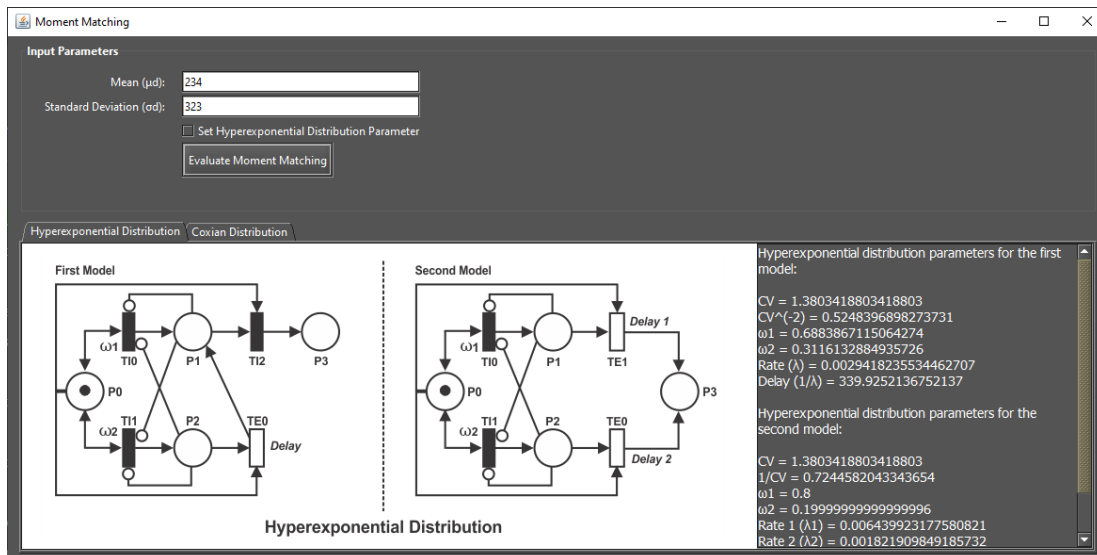 Moment Matching
Input Parameters
Mean (μd):
234
Standard Deviation (σd):
323
Set Hyperexponential Distribution Parameter
Evaluate Moment Matching
Hyperexponential Distribution
Coxian Distribution
First Model
ω1
TI0
P1
TI2
P3
P0
ω2
TI1
P2
TE0
Delay
Second Model
Delay 1
ω1
TI0
P1
TE1
P0
P3
ω2
TI1
P2
TE0
Delay 2
Hyperexponential Distribution
Hyperexponential distribution parameters for the first
model:
CV = 1.3803418803418803
CV^(-2) = 0.5248396898273731
ω1 = 0.6883867115064274
ω2 = 0.3116132884935726
Rate (λ) = 0.0029418235534462707
Delay (1/λ) = 339.9252136752137
Hyperexponential distribution parameters for the
second model:
CV = 1.3803418803418803
1/CV = 0.7244582043343654
ω1 = 0.8
ω2 = 0.19999999999999996
Rate 1 (λ1) = 0.006439923177580821
Rate 2 (λ2) = 0.001821909849185732